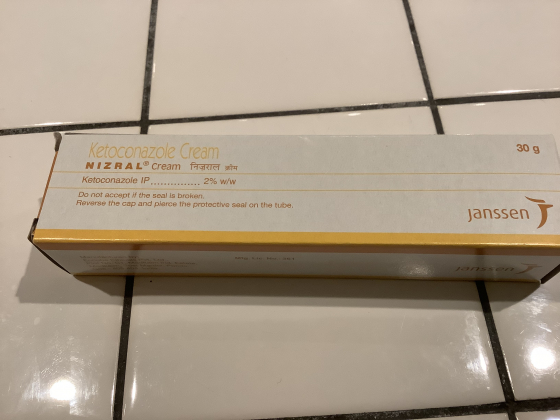 Ketoconazole Cream
30 g
NIZRAL® Cream निज़राल क्रीम
Ketoconazole IP............... 2% w/w
Do not accept if the seal is broken.
Reverse the cap and pierce the protective seal on the tube.
janssen
janssen